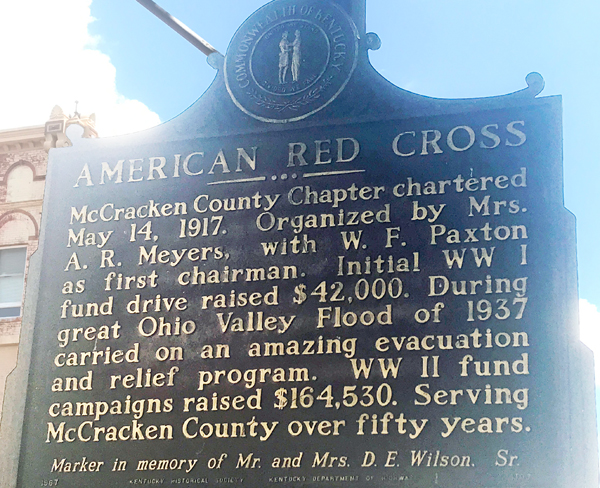 COMMONWEALTH OF KENTUCKY
AMERICAN RED CROSS
McCracken County Chapter chartered
May 14, 1917. Organized by Mrs.
A. R. Meyers, with W. F. Paxton
as first chairman. Initial WW I
fund drive raised $42,000. During
great Ohio Valley Flood of 1937
carried on an amazing evacuation
and relief program. WW II fund
campaigns raised $164,530. Serving
McCracken County over fifty years.
Marker in memory of Mr. and Mrs. D. E. Wilson, Sr.
KENTUCKY HISTORICAL SOCIETY KENTUCKY DEPARTMENT OF